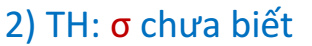 2) TH: σ chưa biết